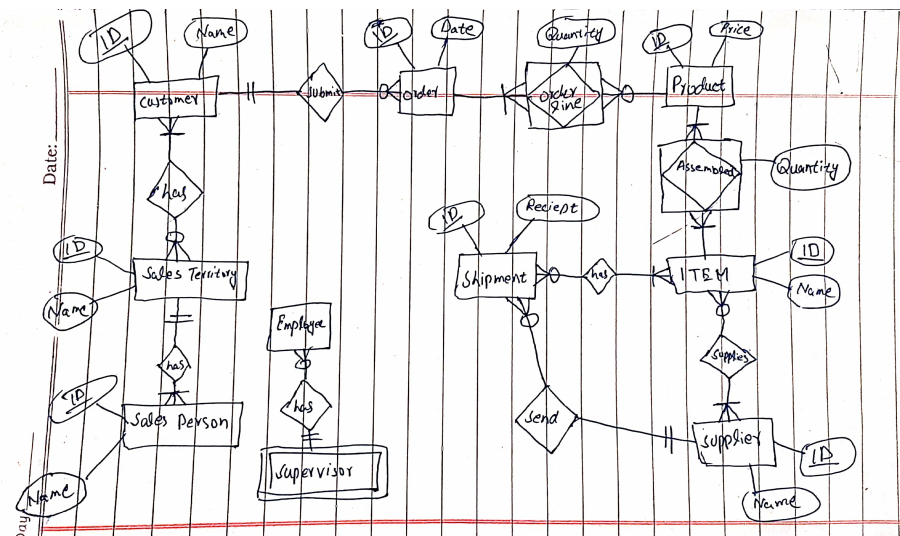 ID
Name
ID
Date
Quantity
ID
Price
Customer
Submit
Order
Order
line
Product
Date:
has
Assembled
Quantity
ID
Reciept
ID
Sales Territory
Shipment
has
ITEM
ID
Name
Name
Employee
has
Supplies
ID
Sales Person
has
Send
Supplier
ID
Supervisor
Name
Name
Day